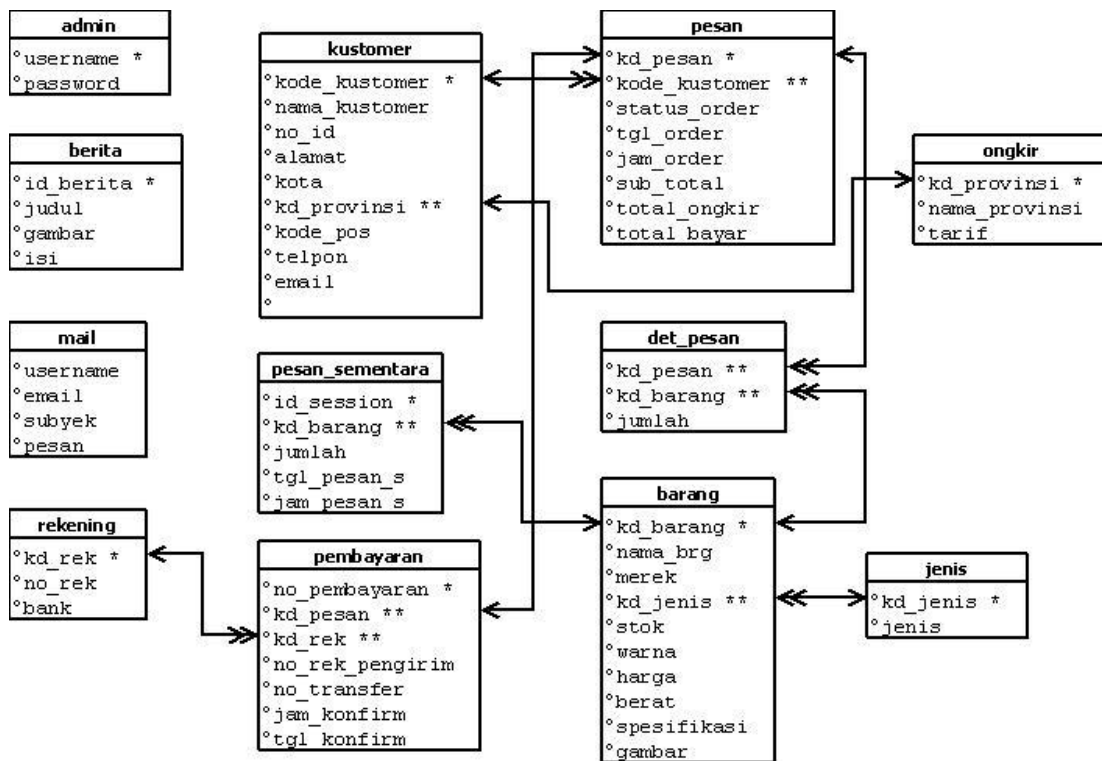 admin
°username *
°password
berita
°id_berita *
°judul
°gambar
°isi
mail
°username
°email
°subyek
°pesan
rekening
°kd_rek *
°no_rek
°bank
kustomer
°kode_kustomer *
°nama_kustomer
°no_id
°alamat
°kota
°kd_provinsi **
°kode_pos
°telpon
°email
°
pesan_sementara
°id_session *
°kd_barang **
°jumlah
°tgl_pesan_s
°jam_pesan_s
pembayaran
°no_pembayaran *
°kd_pesan **
°kd_rek **
°no_rek_pengirim
°no_transfer
°jam_konfirm
°tgl_konfirm
pesan
°kd_pesan *
°kode_kustomer **
°status_order
°tgl_order
°jam_order
°sub_total
°total_ongkir
°total_bayar
det_pesan
°kd_pesan **
°kd_barang **
°jumlah
barang
°kd_barang *
°nama_brg
°merek
°kd_jenis **
°stok
°warna
°harga
°berat
°spesifikasi
°gambar
ongkir
°kd_provinsi *
°nama_provinsi
°tarif
jenis
°kd_jenis *
°jenis